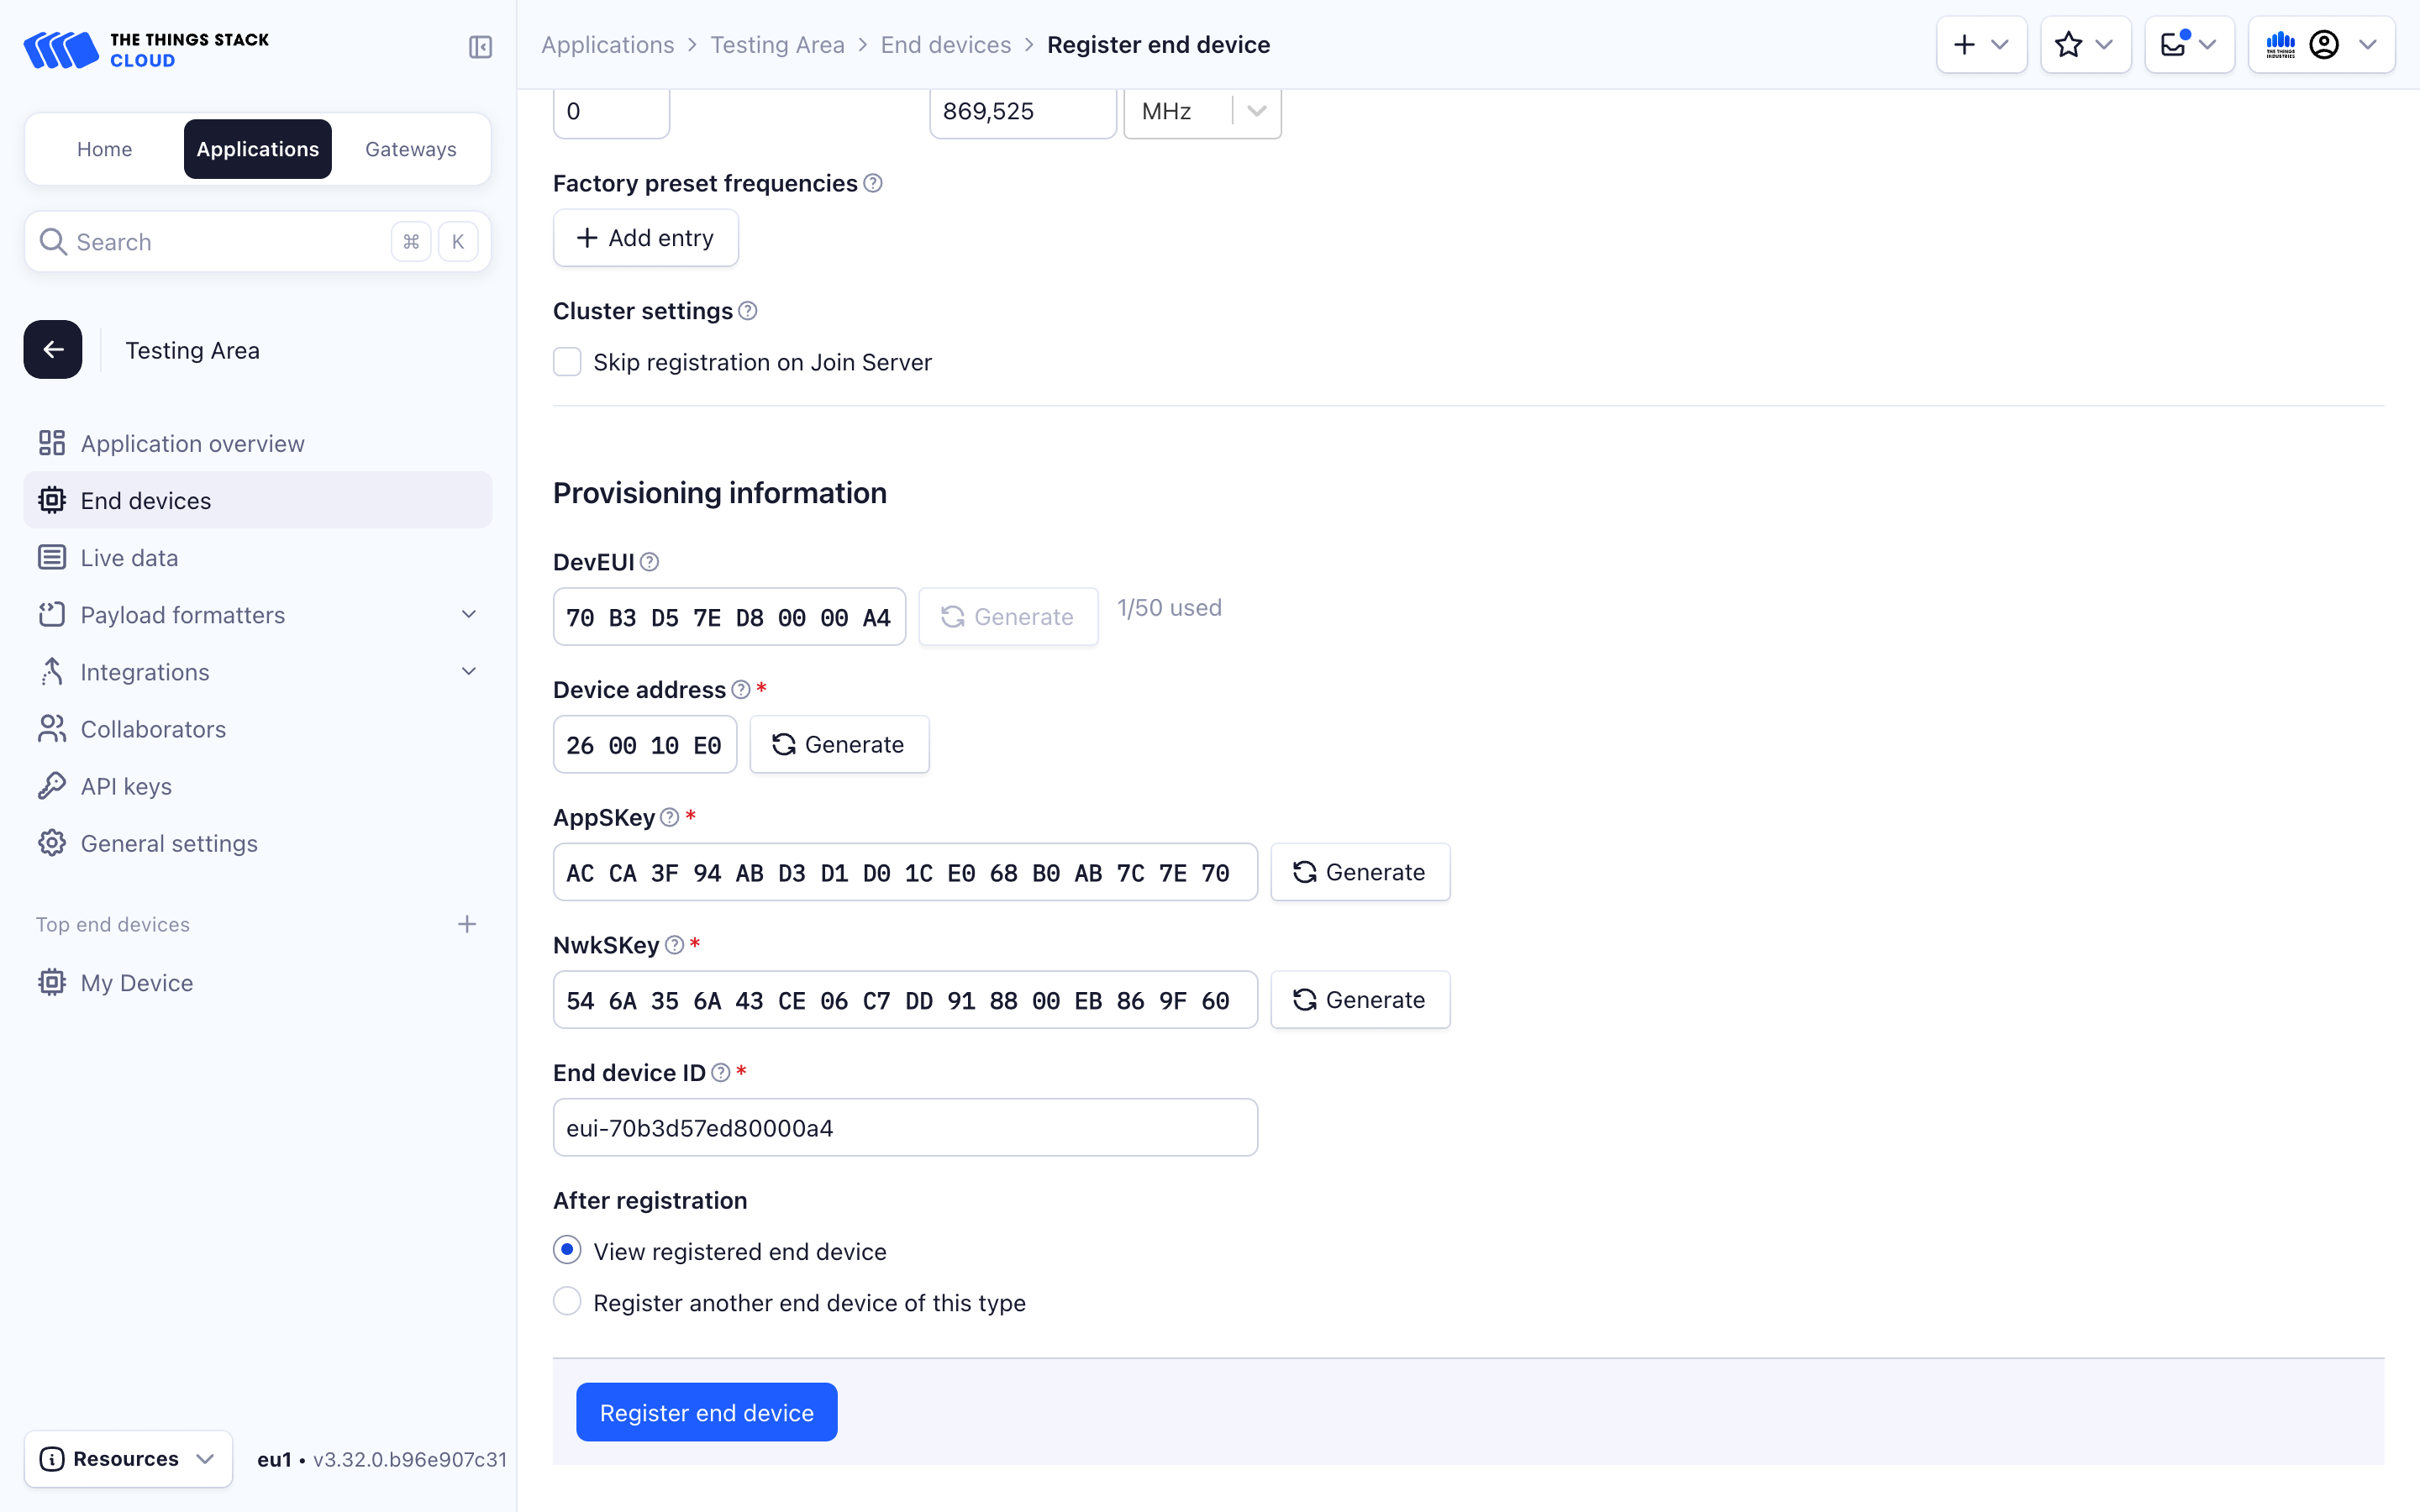 THE THINGS STACK
CLOUD
Home
Applications
Gateways
Search
⌘ K
Testing Area
Application overview
End devices
Live data
Payload formatters
Integrations
Collaborators
API keys
General settings
Top end devices
My Device
Resources
eu1 • v3.32.0.b96e907c31
Applications > Testing Area > End devices > Register end device
THE THINGS
INDUSTRIES
0
869,525
MHz
Factory preset frequencies
Add entry
Cluster settings
Skip registration on Join Server
Provisioning information
DevEUI
70 B3 D5 7E D8 00 00 A4
Generate
1/50 used
Device address *
26 00 10 E0
Generate
AppSKey *
AC CA 3F 94 AB D3 D1 D0 1C E0 68 B0 AB 7C 7E 70
Generate
NwkSKey *
54 6A 35 6A 43 CE 06 C7 DD 91 88 00 EB 86 9F 60
Generate
End device ID *
eui-70b3d57ed80000a4
After registration
View registered end device
Register another end device of this type
Register end device